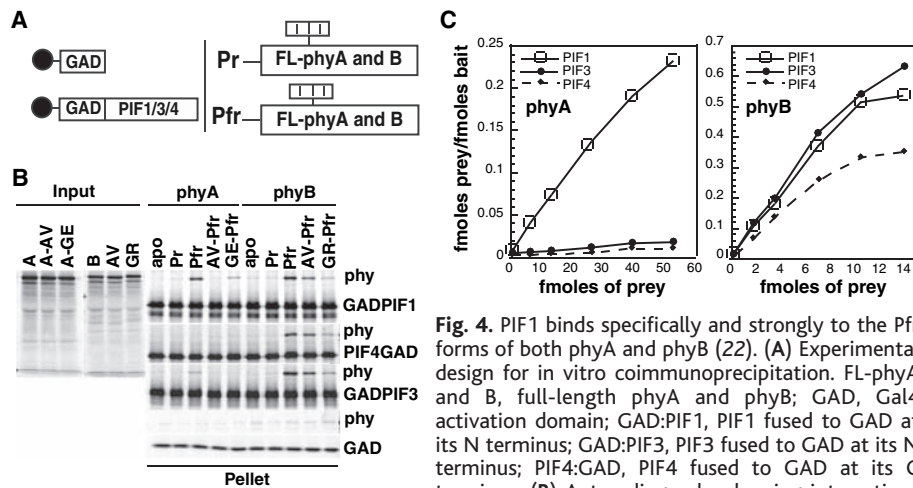 A
GAD
GAD PIF1/3/4
Pr FL-phyA and B
Pfr FL-phyA and B
B
Input phyA phyB
A A-AV A-GE B AV GR apo Pr Pfr AV-Pfr GE-Pfr apo Pr Pfr AV-Pfr GR-Pfr
phy
GADPIF1
phy
PIF4GAD
phy
GADPIF3
phy
GAD
Pellet
C
fmoles prey/fmoles bait
0.25
0.2
0.15
0.1
0.05
0
PIF1
PIF3
PIF4
phyA
0 10 20 30 40 50 60
fmoles of prey
0.7
0.6
0.4
0.3
0.2
0.1
0
PIF1
PIF3
PIF4
phyB
0 2 4 6 8 10 12 14
fmoles of prey
Fig. 4. PIF1 binds specifically and strongly to the Pfr
forms of both phyA and phyB (22). (A) Experimental
design for in vitro coimmunoprecipitation. FL-phyA
and B, full-length phyA and phyB; GAD, Gal4
activation domain; GAD:PIF1, PIF1 fused to GAD at
its N terminus; GAD:PIF3, PIF3 fused to GAD at its N
terminus; PIF4:GAD, PIF4 fused to GAD at its C